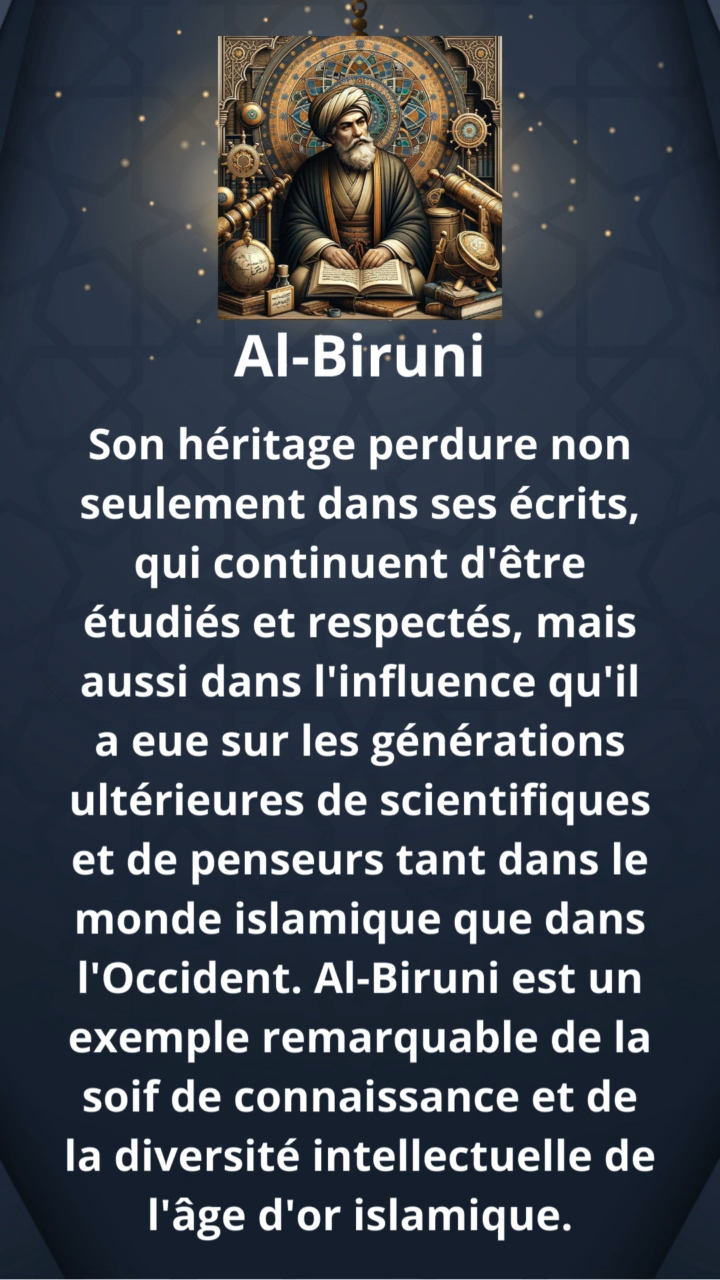 Al-Biruni
Son héritage perdure non
seulement dans ses écrits,
qui continuent d'être
étudiés et respectés, mais
aussi dans l'influence qu'il
a eue sur les générations
ultérieures de scientifiques
et de penseurs tant dans le
monde islamique que dans
l'Occident. Al-Biruni est un
exemple remarquable de la
soif de connaissance et de
la diversité intellectuelle de
l'âge d'or islamique.